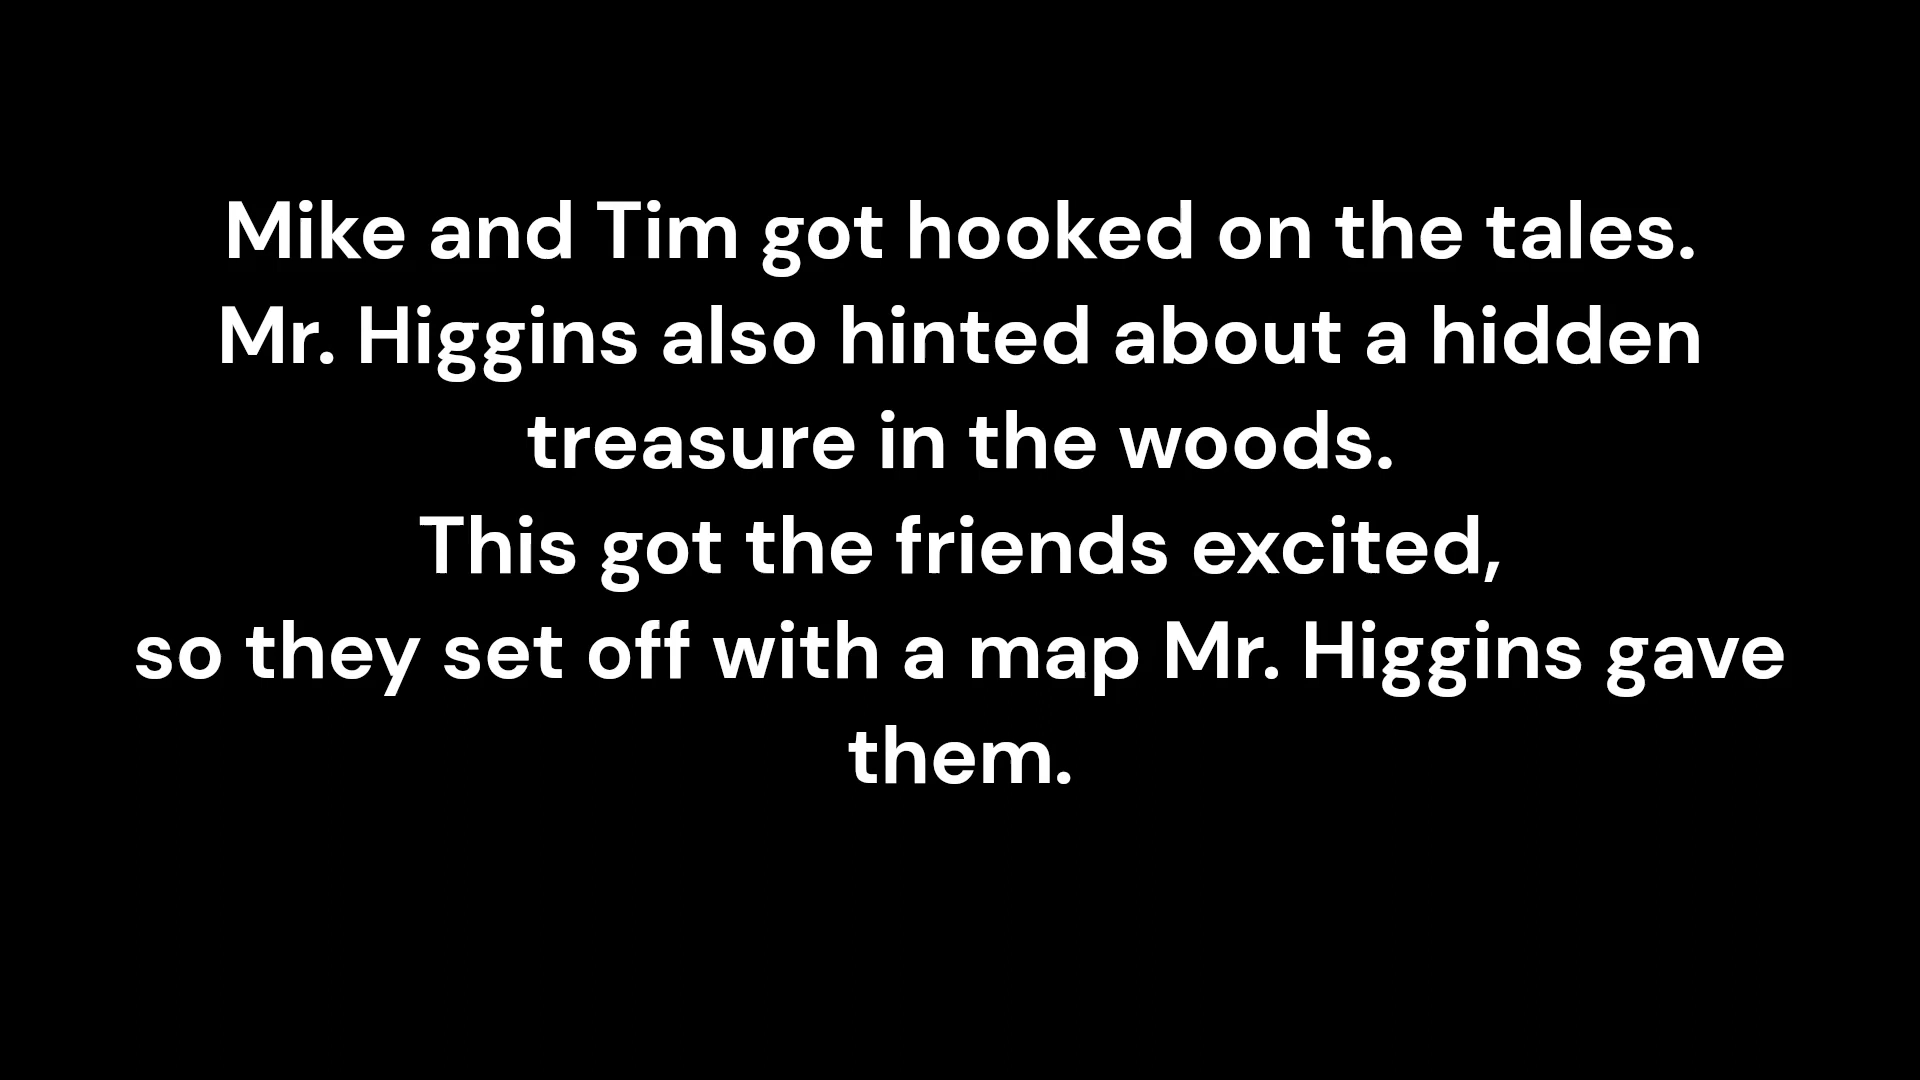 Mike and Tim got hooked on the tales.
Mr. Higgins also hinted about a hidden
treasure in the woods.
This got the friends excited,
so they set off with a map Mr. Higgins gave
them.